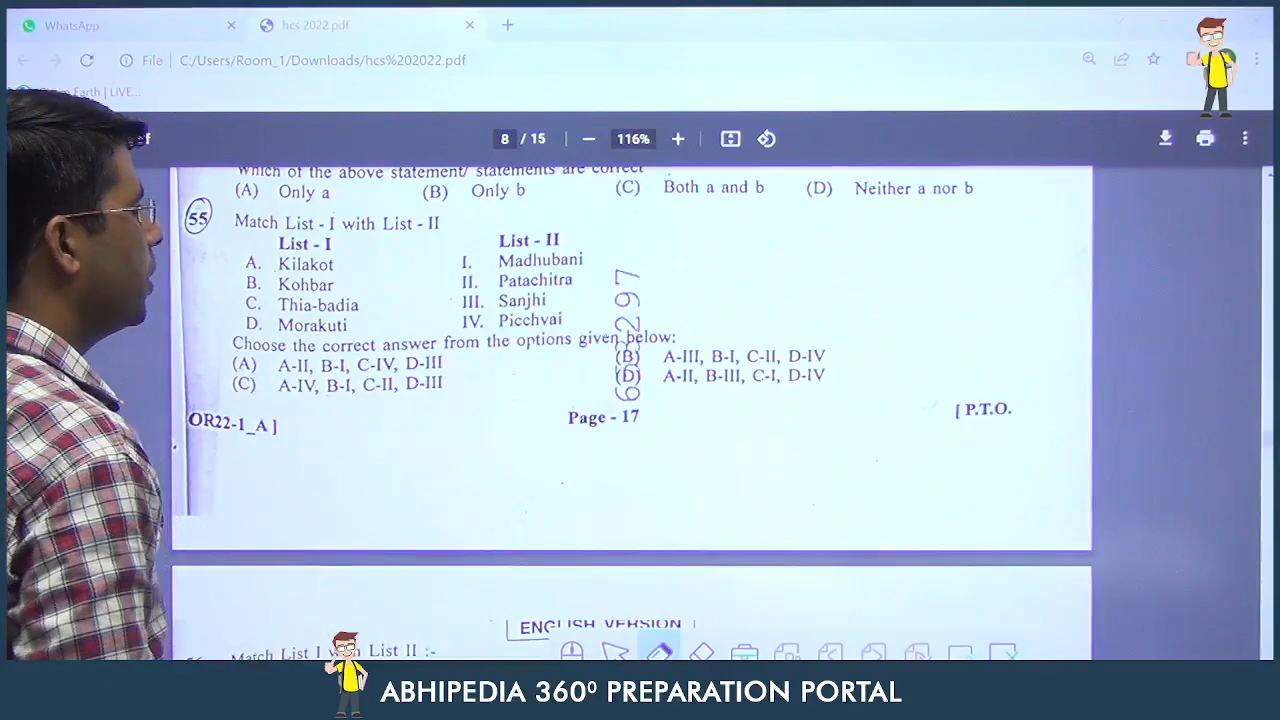 WhatsApp
hcs 2022.pdf
File | C:/Users/Room_1/Downloads/hcs%202022.pdf
Earth | LIVE...
8 / 15 116%
Which of the above statement/ statements are correct
(A) Only a (B) Only b (C) Both a and b (D) Neither a nor b
55 Match List - I with List - II
List - I List - II
A. Kilakot I. Madhubani
B. Kohbar II. Patachitra
C. Thia-badia III. Sanjhi
D. Morakuti IV. Picchvai
Choose the correct answer from the options given below:
(A) A-II, B-I, C-IV, D-III (B) A-III, B-I, C-II, D-IV
(C) A-IV, B-I, C-II, D-III (D) A-II, B-III, C-I, D-IV
OR22-1_A ] Page - 17 [ P.T.O.
ENGLISH VERSION
Match List I with List II :-
ABHIPEDIA 360⁰ PREPARATION PORTAL